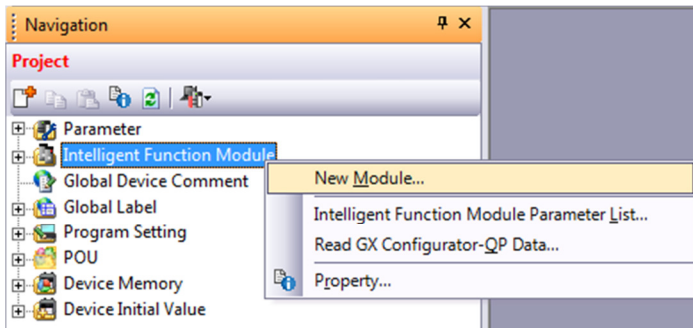 Navigation
Project
Parameter
Intelligent Function Module
Global Device Comment
Global Label
Program Setting
POU
Device Memory
Device Initial Value
New Module...
Intelligent Function Module Parameter List...
Read GX Configurator-QP Data...
Property...